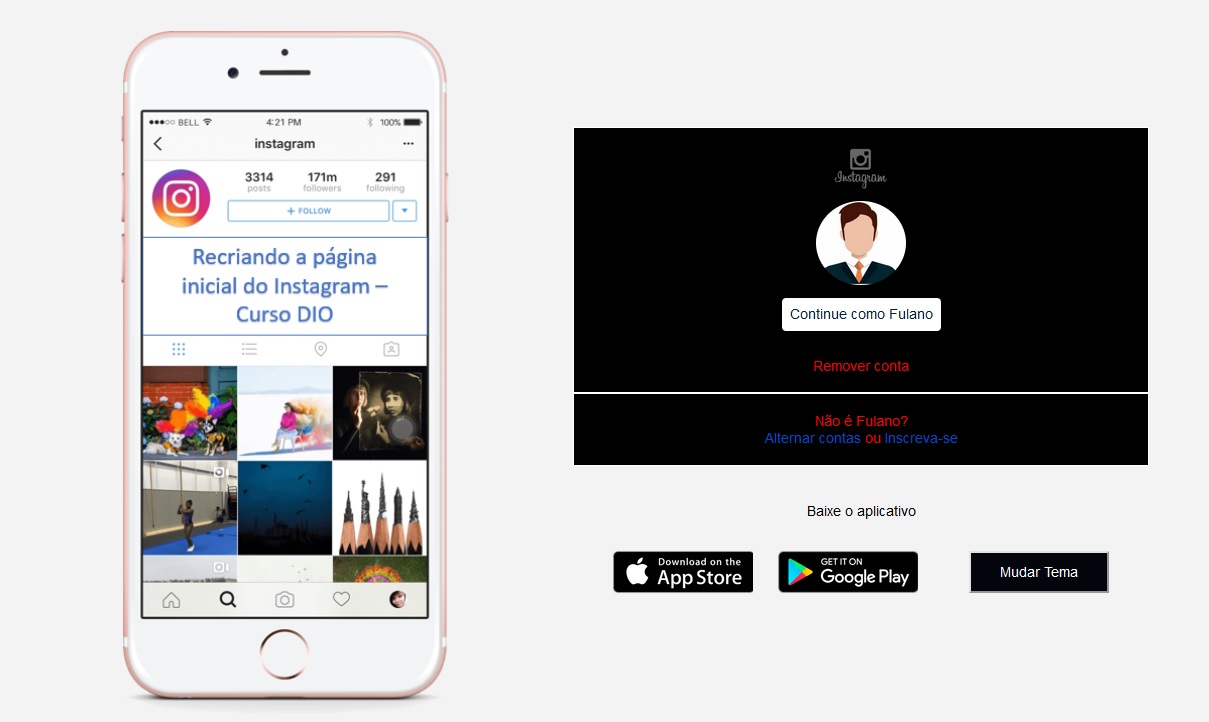 BELL
4:21 PM
100%
instagram
3314
171m
291
posts
followers
following
+ FOLLOW
Recriando a página
inicial do Instagram –
Curso DIO
Instagram
Continue como Fulano
Remover conta
Não é Fulano?
Alternar contas ou Inscreva-se
Baixe o aplicativo
Download on the
App Store
GET IT ON
Google Play
Mudar Tema